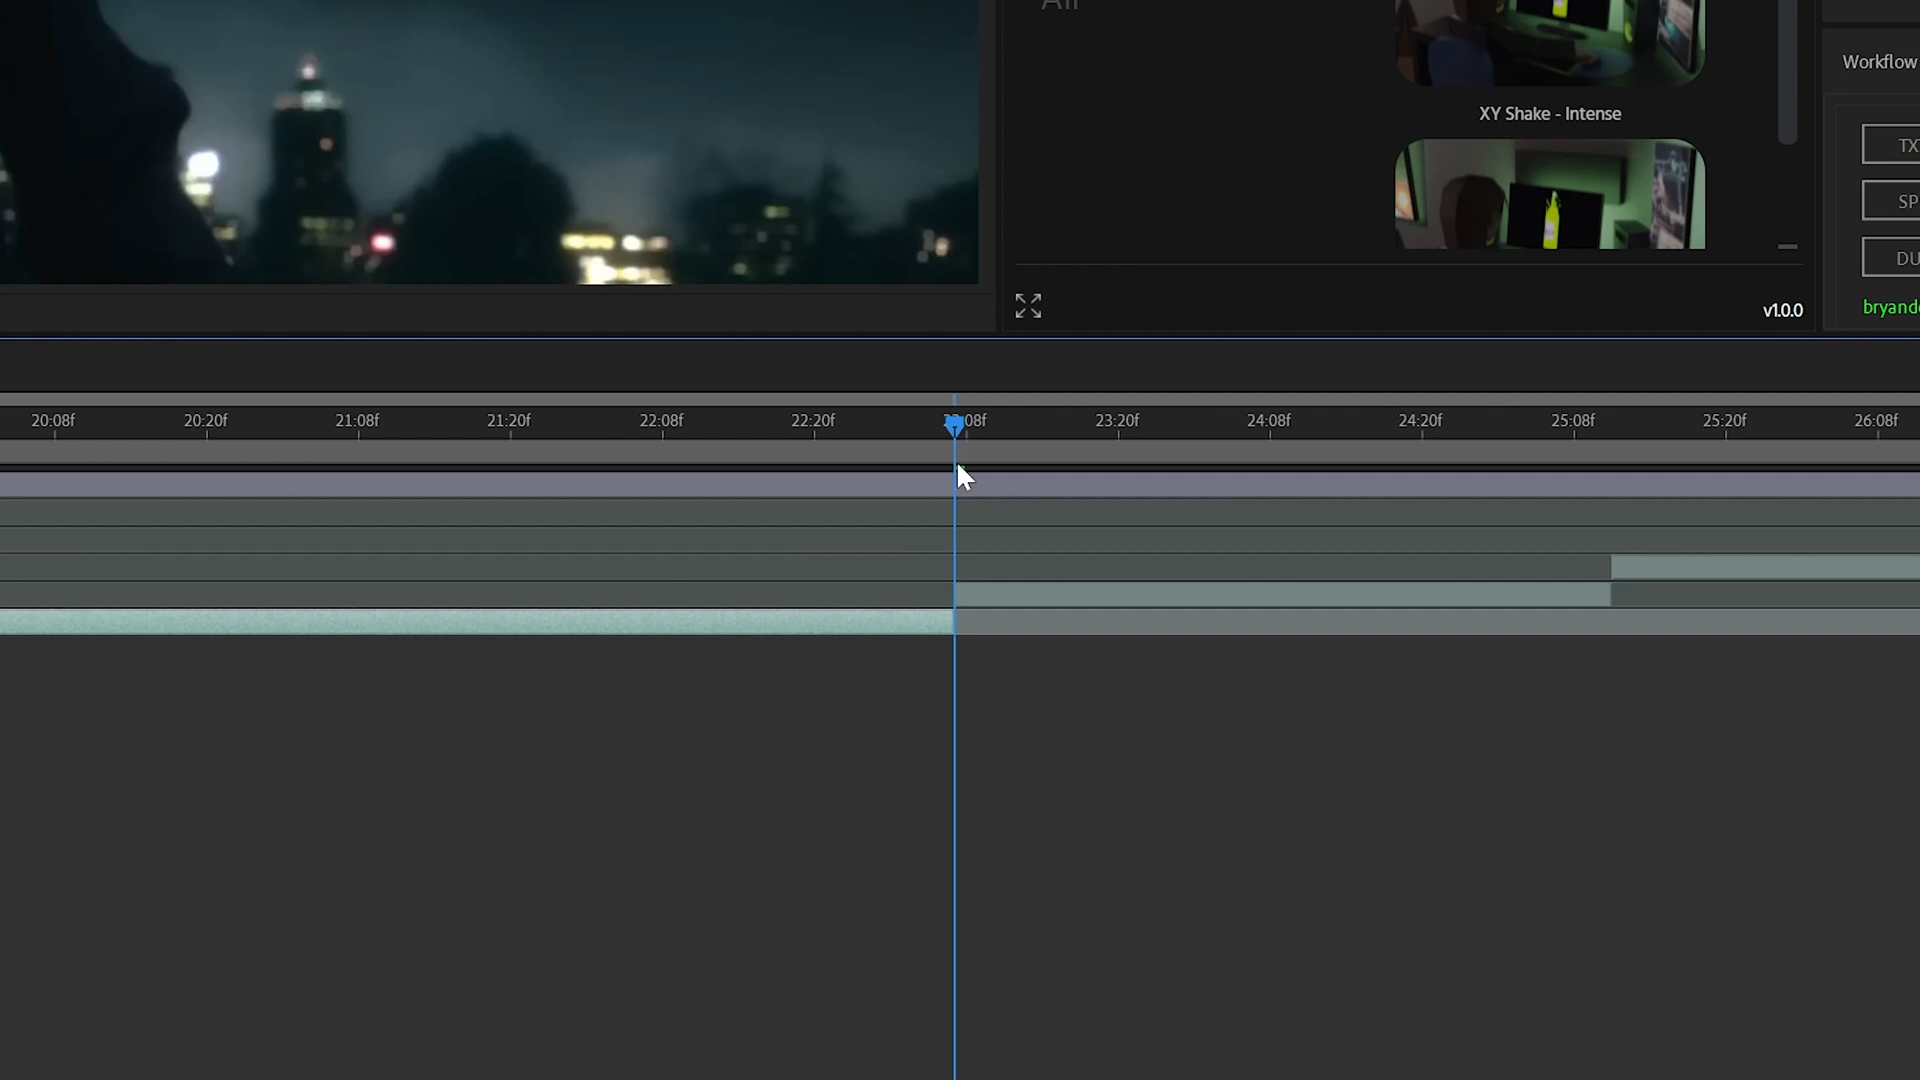 All
XY Shake - Intense
Workflow
TX
SP
DU
bryand
v1.0.0
20:08f 20:20f 21:08f 21:20f 22:08f 22:20f 23:20f 24:08f 24:20f 25:08f 25:20f 26:08f